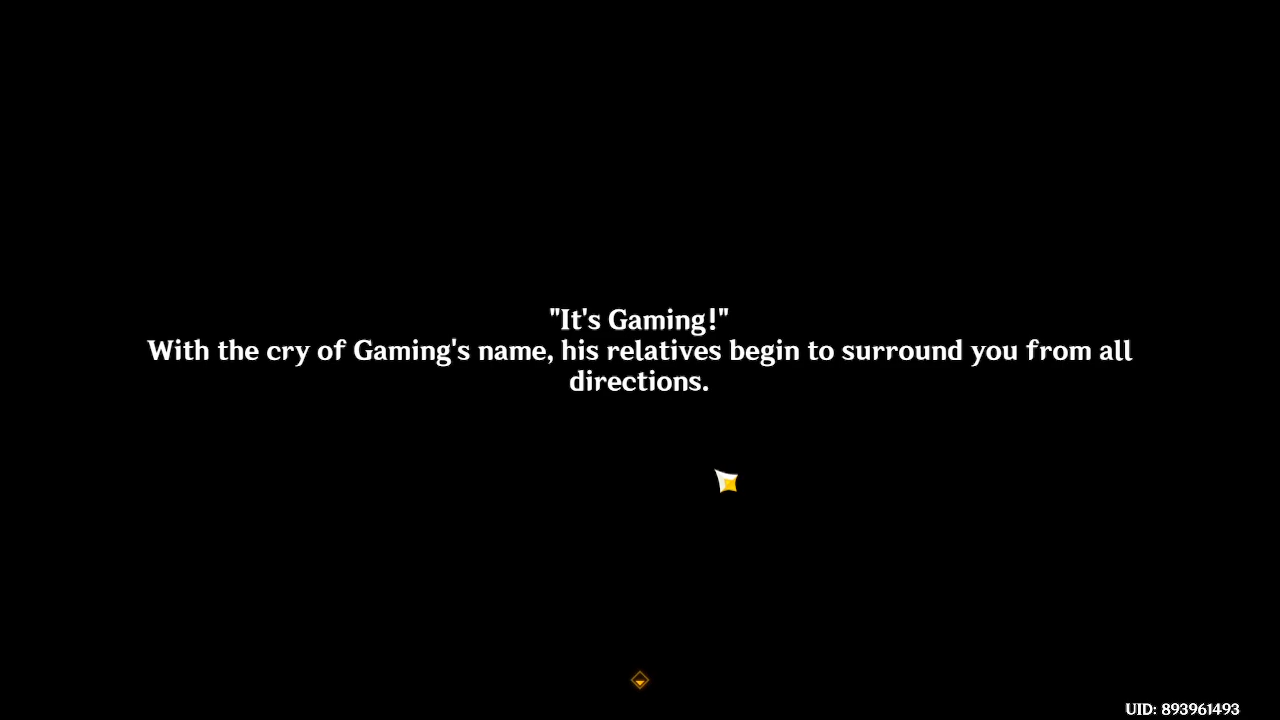 "It's Gaming!"
With the cry of Gaming's name, his relatives begin to surround you from all
directions.
UID: 893961493